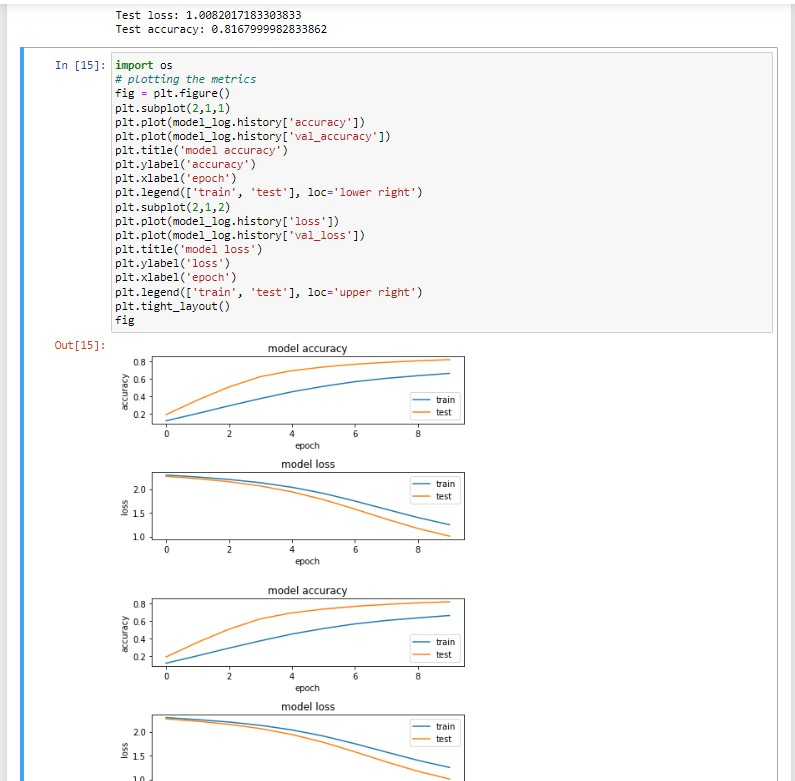 Test loss: 1.0082017183303833
Test accuracy: 0.8167999982833862
In [15]: import os
# plotting the metrics
fig = plt.figure()
plt.subplot(2,1,1)
plt.plot(model_log.history['accuracy'])
plt.plot(model_log.history['val_accuracy'])
plt.title('model accuracy')
plt.ylabel('accuracy')
plt.xlabel('epoch')
plt.legend(['train', 'test'], loc='lower right')
plt.subplot(2,1,2)
plt.plot(model_log.history['loss'])
plt.plot(model_log.history['val_loss'])
plt.title('model loss')
plt.ylabel('loss')
plt.xlabel('epoch')
plt.legend(['train', 'test'], loc='upper right')
plt.tight_layout()
fig
Out[15]:
model accuracy
accuracy
0.8
0.6
0.4
0.2
train
test
0 2 4 6 8
epoch
model loss
loss
2.0
1.5
1.0
train
test
0 2 4 6 8
epoch
model accuracy
accuracy
0.8
0.6
0.4
0.2
train
test
0 2 4 6 8
epoch
model loss
loss
2.0
1.5
1.0
train
test